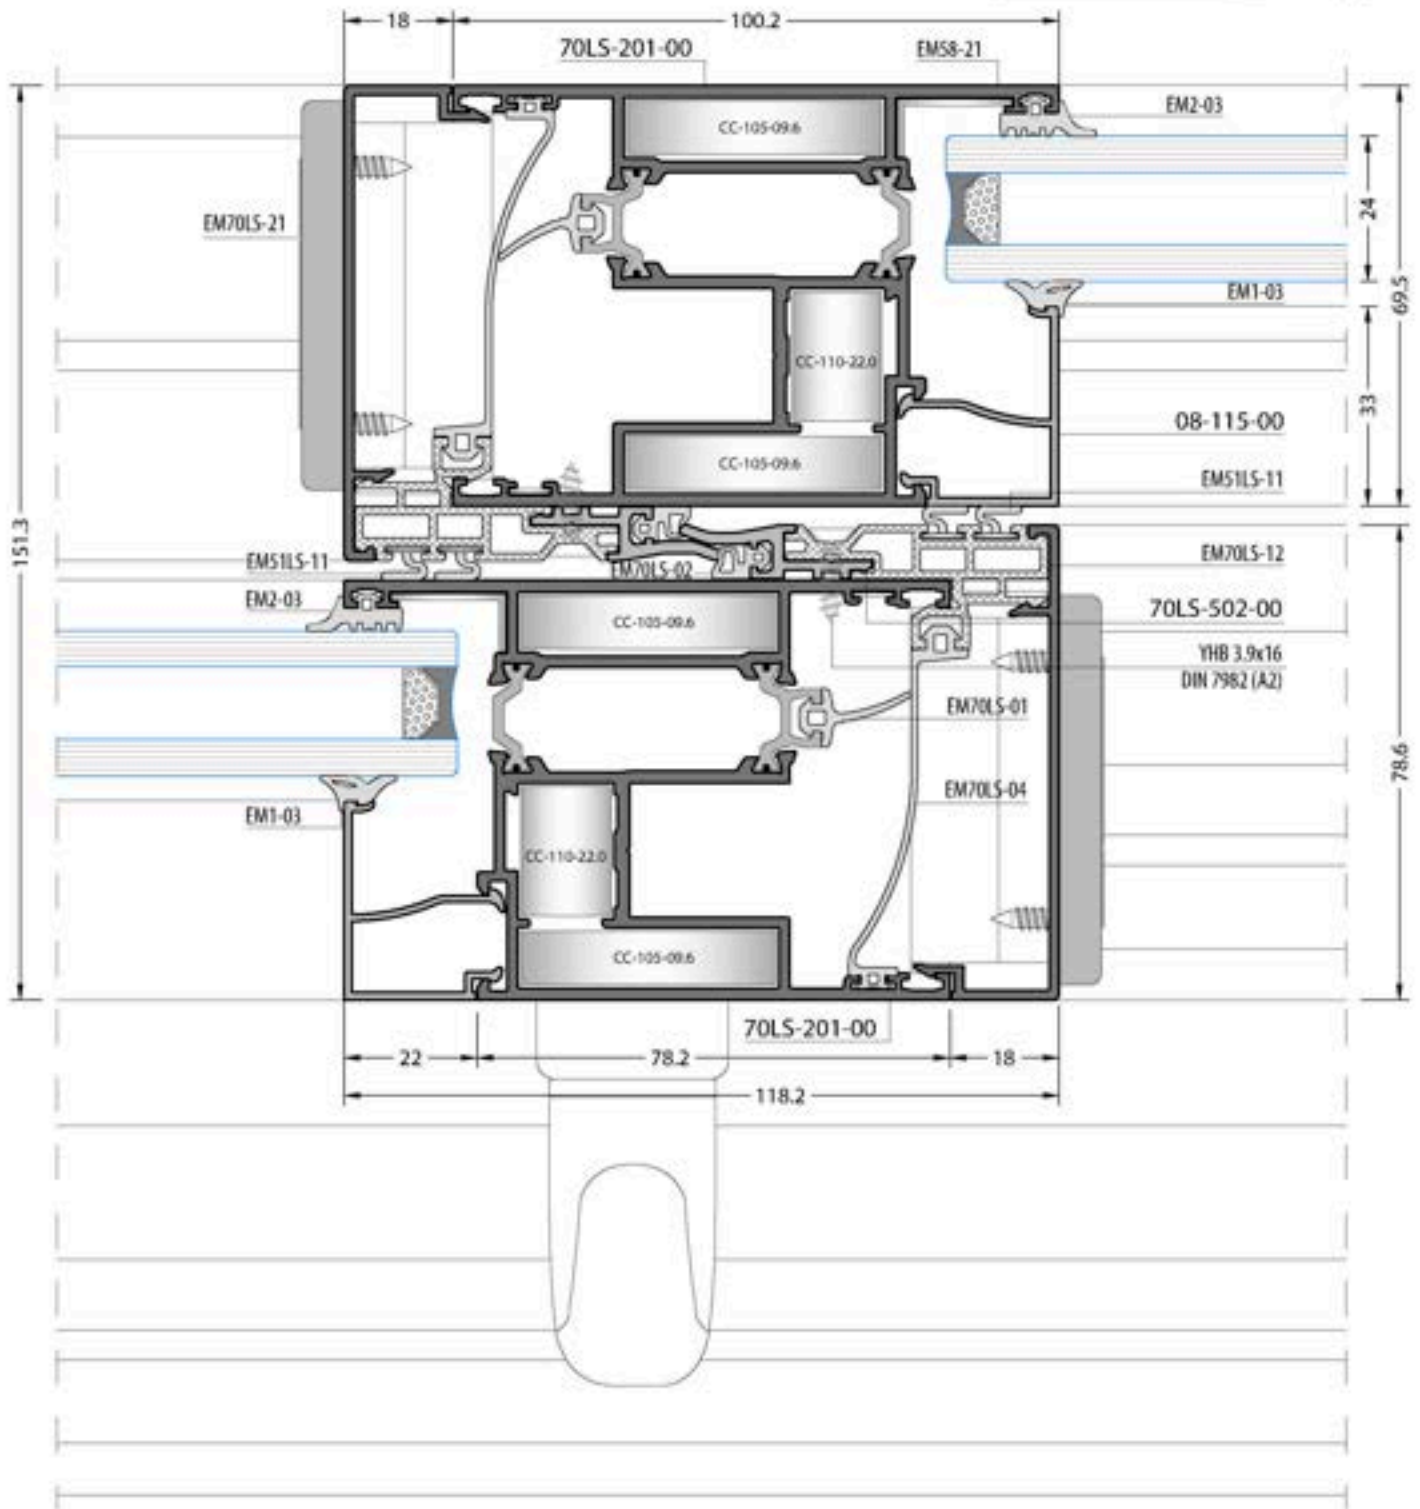 18
100.2
70LS-201-00
EM58-21
EM2-03
CC-105-09.6
EM70LS-21
24
69.5
EM1-03
CC-110-22.0
33
08-115-00
CC-105-09.6
EM51LS-11
151.3
EM51LS-11
EM70LS-02
EM70LS-12
EM2-03
70LS-502-00
CC-105-09.6
YHB 3.9x16
DIN 7982 (A2)
EM70LS-01
78.6
EM70LS-04
EM1-03
CC-110-22.0
CC-105-09.6
70LS-201-00
22
78.2
18
118.2